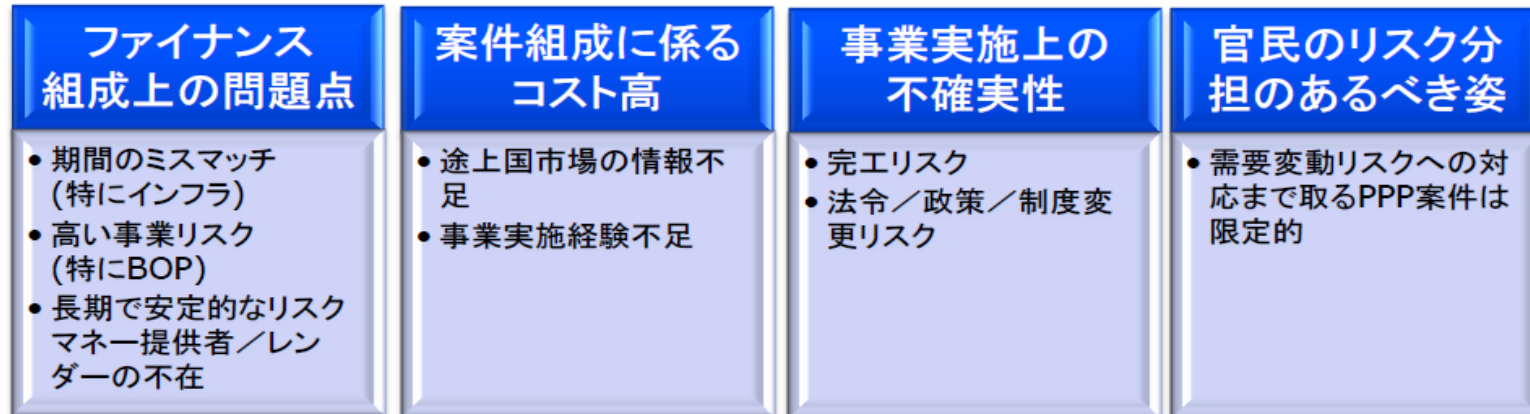 ファイナンス
組成上の問題点
• 期間のミスマッチ
(特にインフラ)
• 高い事業リスク
(特にBOP)
• 長期で安定的なリスク
マネー提供者／レン
ダーの不在
案件組成に係る
コスト高
• 途上国市場の情報不
足
• 事業実施経験不足
事業実施上の
不確実性
• 完工リスク
• 法令／政策／制度変
更リスク
官民のリスク分
担のあるべき姿
• 需要変動リスクへの対
応まで取るPPP案件は
限定的